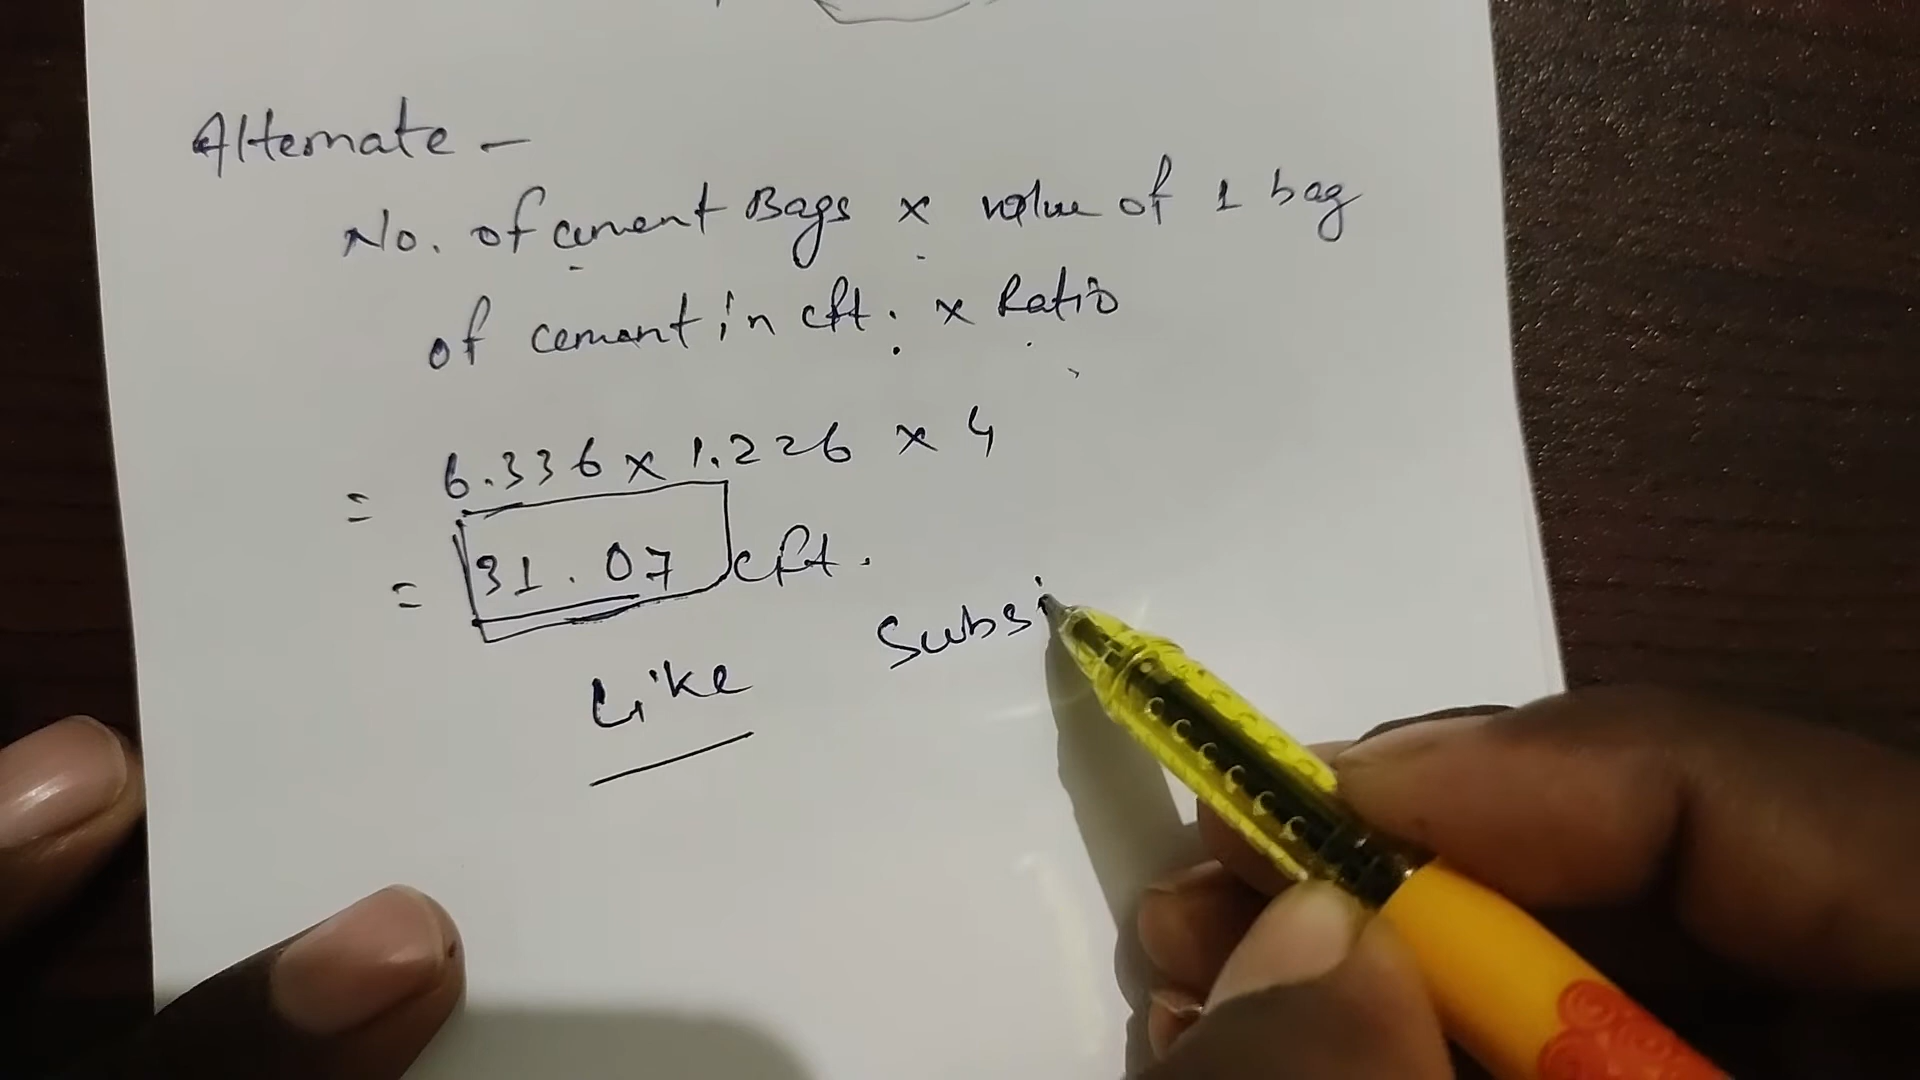 Alternate -
No. of cement Bags x value of 1 bag
of cement in cft. x Ratio
= 6.336 x 1.226 x 4
= 31.07 cft.
Like Subsi